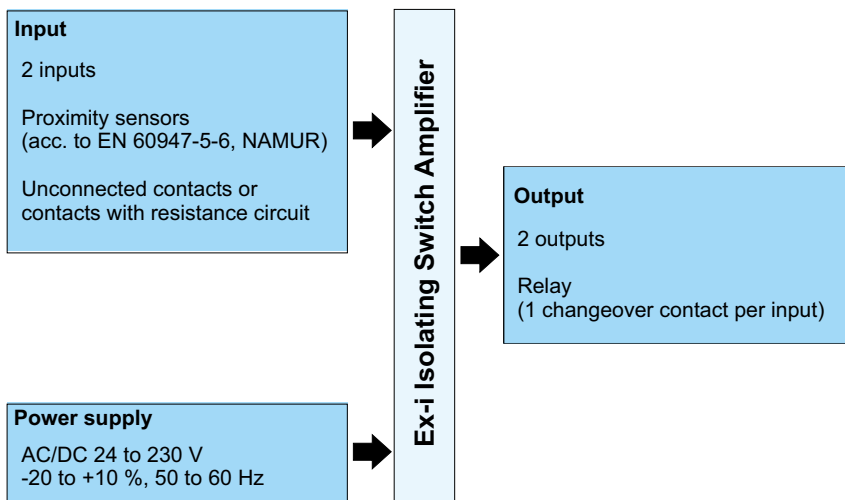 Input
2 inputs
Proximity sensors
(acc. to EN 60947-5-6, NAMUR)
Unconnected contacts or
contacts with resistance circuit
Power supply
AC/DC 24 to 230 V
-20 to +10 %, 50 to 60 Hz
Ex-i Isolating Switch Amplifier
Output
2 outputs
Relay
(1 changeover contact per input)